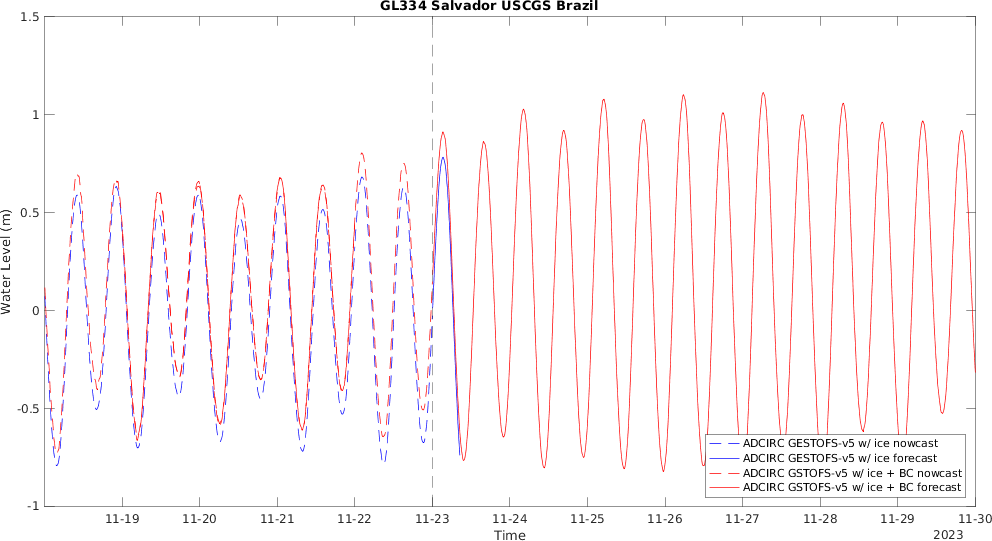 GL334 Salvador USCGS Brazil
1.5
1
0.5
0
-0.5
-1
Water Level (m)
11-19
11-20
11-21
11-22
11-23
11-24
11-25
11-26
11-27
11-28
11-29
11-30
Time
2023
ADCIRC GESTOFS-v5 w/ ice nowcast
ADCIRC GESTOFS-v5 w/ ice forecast
ADCIRC GSTOFS-v5 w/ ice + BC nowcast
ADCIRC GSTOFS-v5 w/ ice + BC forecast